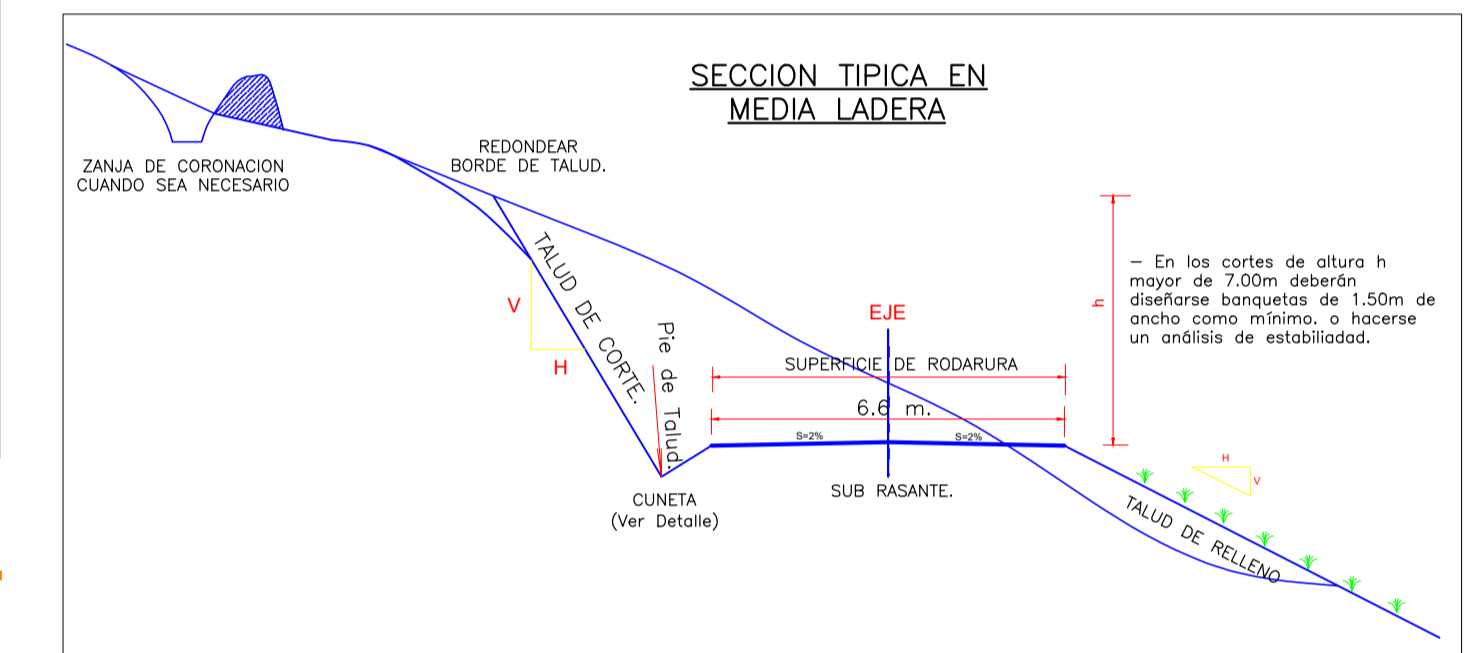 SECCION TIPICA EN
MEDIA LADERA
ZANJA DE CORONACION
CUANDO SEA NECESARIO
REDONDEAR
BORDE DE TALUD.
TALUD DE CORTE.
V
H
Pie de Talud.
EJE
SUPERFICIE DE RODARURA
6.6 m.
S=2%
S=2%
SUB RASANTE.
CUNETA
(Ver Detalle)
h
– En los cortes de altura h
mayor de 7.00m deberán
diseñarse banquetas de 1.50m de
ancho como mínimo. o hacerse
un análisis de estabiliadad.
H
V
TALUD DE RELLENO